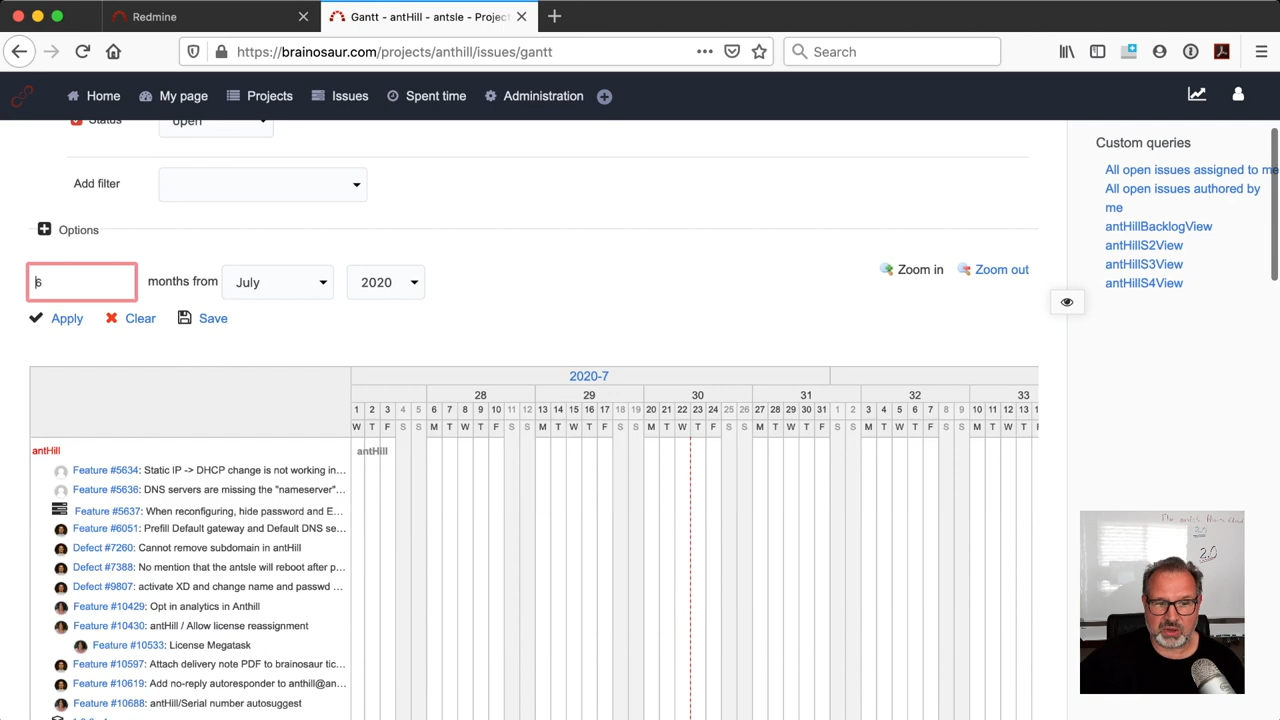 Redmine
Gantt - antHill - antsle - Project
https://brainosaur.com/projects/anthill/issues/gantt
Search
Home My page Projects Issues Spent time Administration
Status
open
Add filter
Options
6 months from July 2020
Zoom in Zoom out
Apply Clear Save
Custom queries
All open issues assigned to me
All open issues authored by
me
antHillBacklogView
antHillS2View
antHillS3View
antHillS4View
2020-7
28 29 30 31 32 33
1 2 3 4 5 6 7 8 9 10 11 12 13 14 15 16 17 18 19 20 21 22 23 24 25 26 27 28 29 30 31 1 2 3 4 5 6 7 8 9 10 11 12 13
W T F S S M T W T F S S M T W T F S S M T W T F S S M T W T F S S M T W T F S S M T W T
antHill antHill
Feature #5634: Static IP -> DHCP change is not working in...
Feature #5636: DNS servers are missing the "nameserver"...
Feature #5637: When reconfiguring, hide password and E...
Feature #6051: Prefill Default gateway and Default DNS se...
Defect #7260: Cannot remove subdomain in antHill
Defect #7388: No mention that the antsle will reboot after p...
Defect #9807: activate XD and change name and passwd ...
Feature #10429: Opt in analytics in Anthill
Feature #10430: antHill / Allow license reassignment
Feature #10533: License Megatask
Feature #10597: Attach delivery note PDF to brainosaur tic...
Feature #10619: Add no-reply autoresponder to anthill@an...
Feature #10688: antHill/Serial number autosuggest
2.0